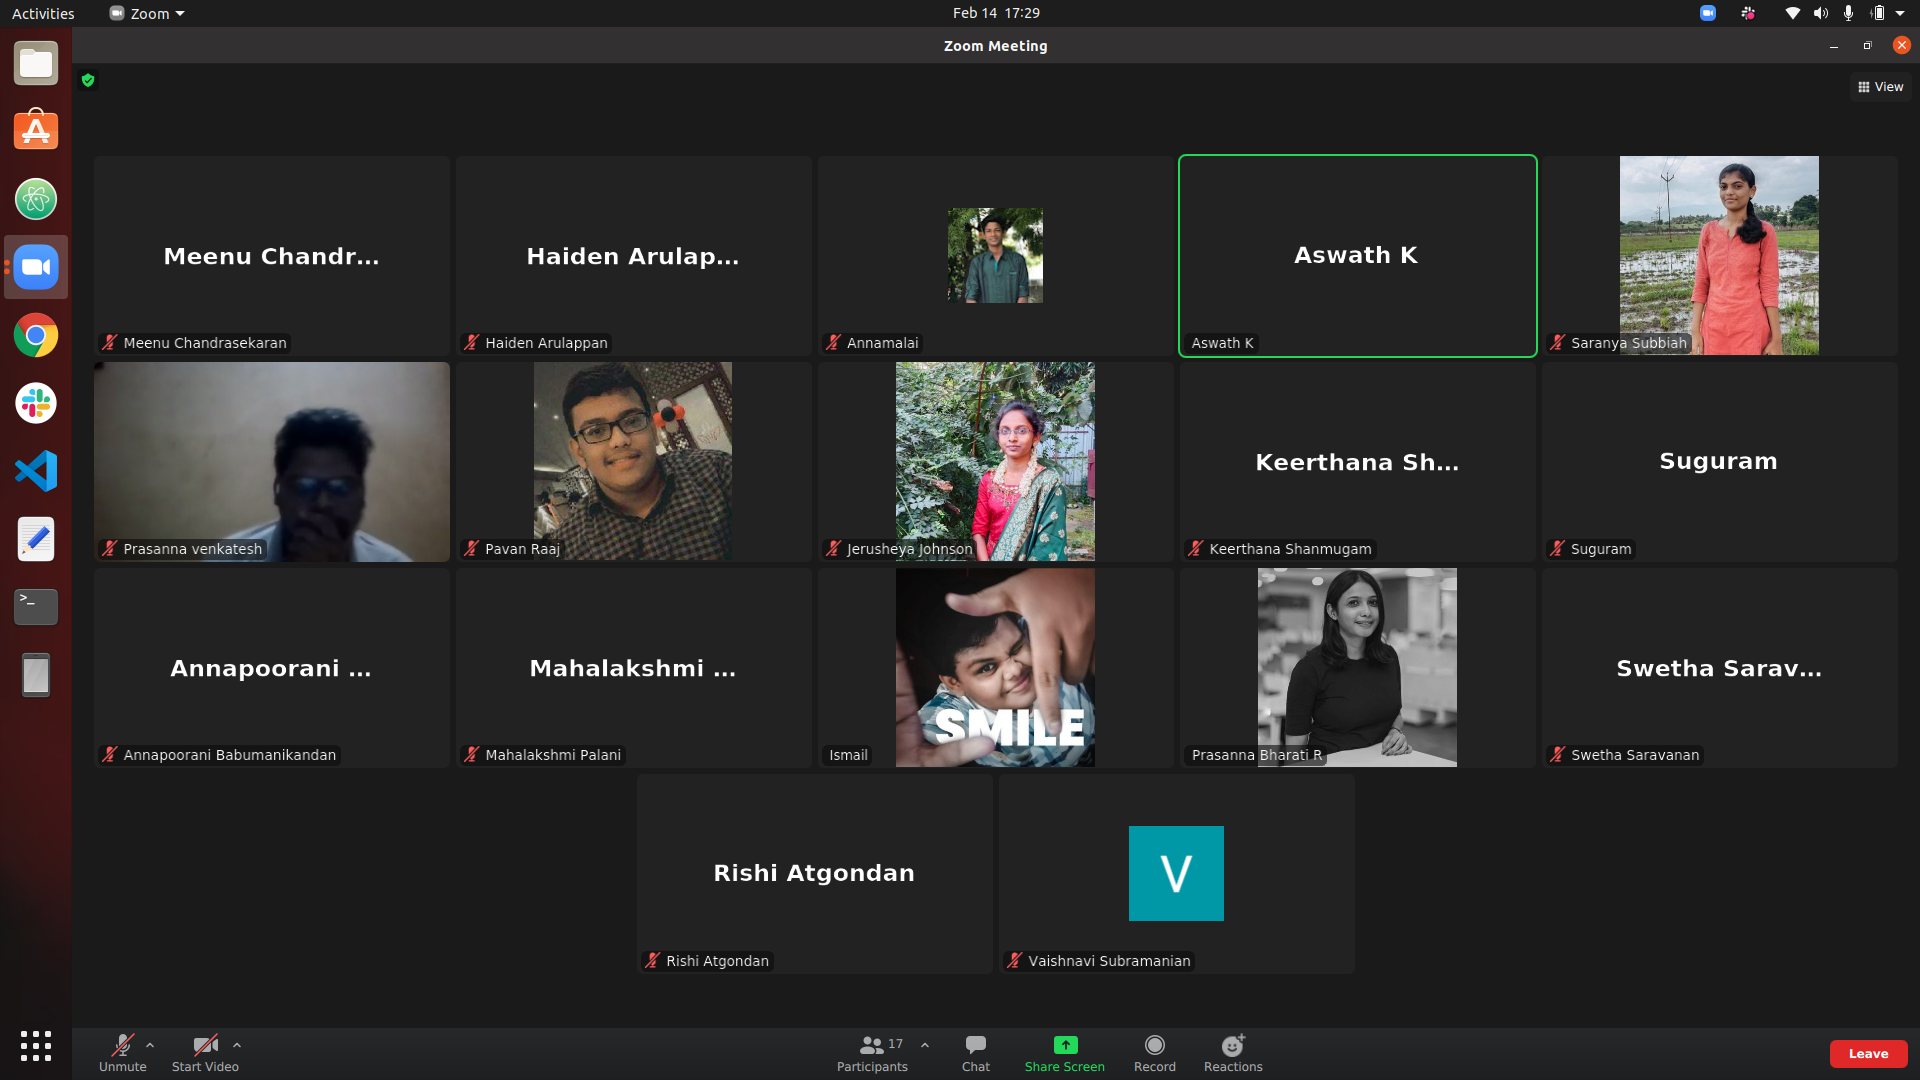 Activities
Zoom
Feb 14 17:29
Zoom Meeting
View
Meenu Chandr...
Meenu Chandrasekaran
Haiden Arulap...
Haiden Arulappan
Annamalai
Aswath K
Aswath K
Saranya Subbiah
Prasanna venkatesh
Pavan Raaj
Jerusheya Johnson
Keerthana Sh...
Keerthana Shanmugam
Suguram
Suguram
Annapoorani ...
Annapoorani Babumanikandan
Mahalakshmi ...
Mahalakshmi Palani
SMILE
Ismail
Prasanna Bharati R
Swetha Sarav...
Swetha Saravanan
Rishi Atgondan
Rishi Atgondan
V
Vaishnavi Subramanian
Unmute
Start Video
17
Participants
Chat
Share Screen
Record
Reactions
Leave